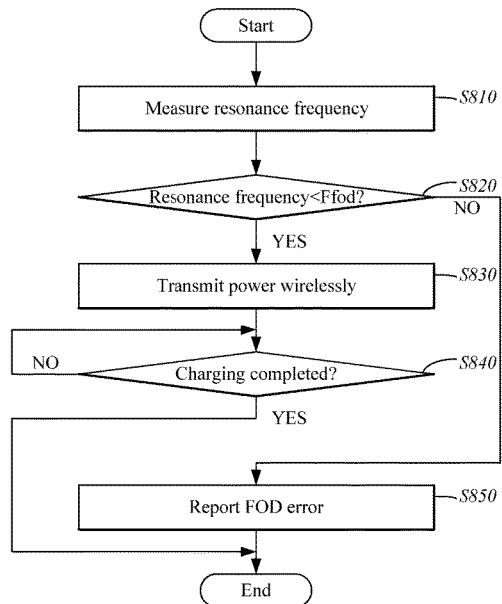 Start
Measure resonance frequency
S810
Resonance frequency<Ffod?
S820
NO
YES
Transmit power wirelessly
S830
NO
Charging completed?
S840
YES
Report FOD error
S850
End